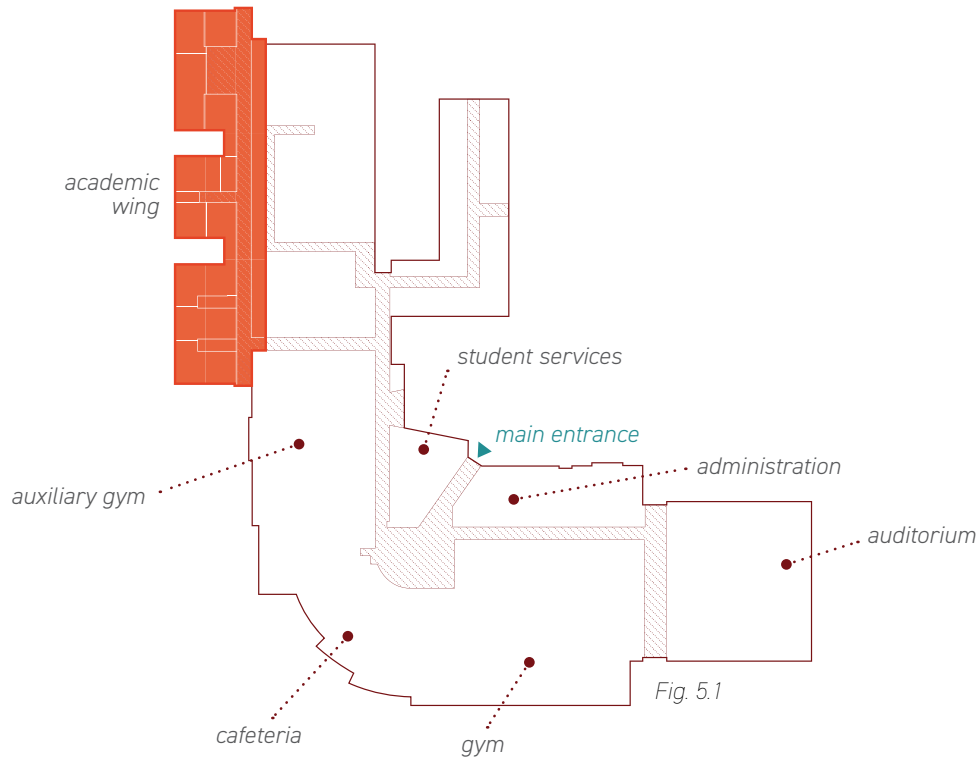 academic
wing
student services
main entrance
administration
auxiliary gym
auditorium
Fig. 5.1
cafeteria
gym